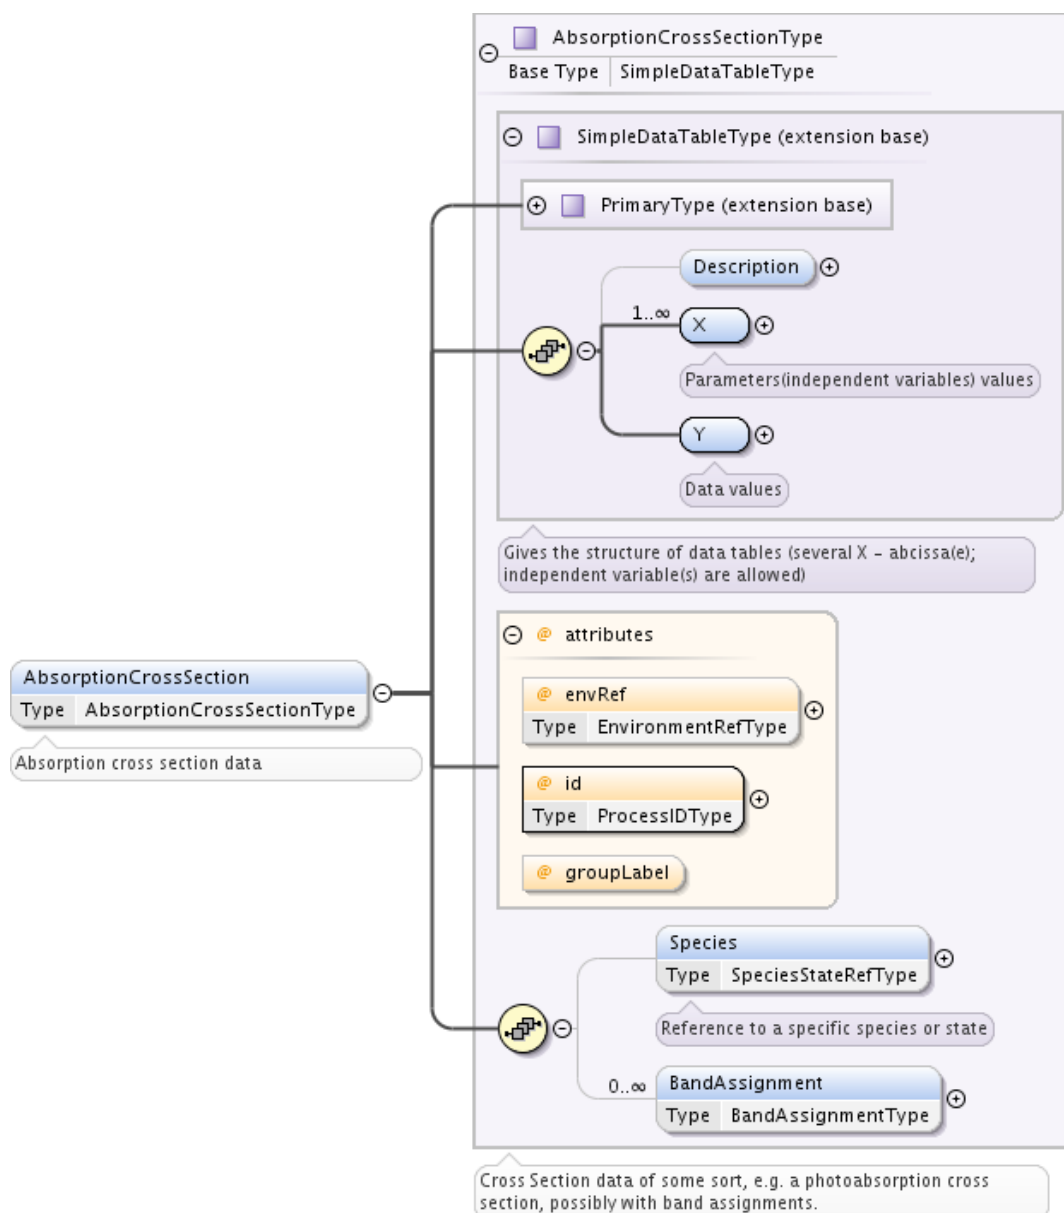 AbsorptionCrossSectionType
Base Type SimpleDataTableType
SimpleDataTableType (extension base)
PrimaryType (extension base)
Description
1..∞
X
Parameters(independent variables) values
Y
Data values
Gives the structure of data tables (several X – abcissa(e);
independent variable(s) are allowed)
@ attributes
@ envRef
Type EnvironmentRefType
@ id
Type ProcessIDType
@ groupLabel
AbsorptionCrossSection
Type AbsorptionCrossSectionType
Absorption cross section data
Species
Type SpeciesStateRefType
Reference to a specific species or state
0..∞
BandAssignment
Type BandAssignmentType
Cross Section data of some sort, e.g. a photoabsorption cross
section, possibly with band assignments.